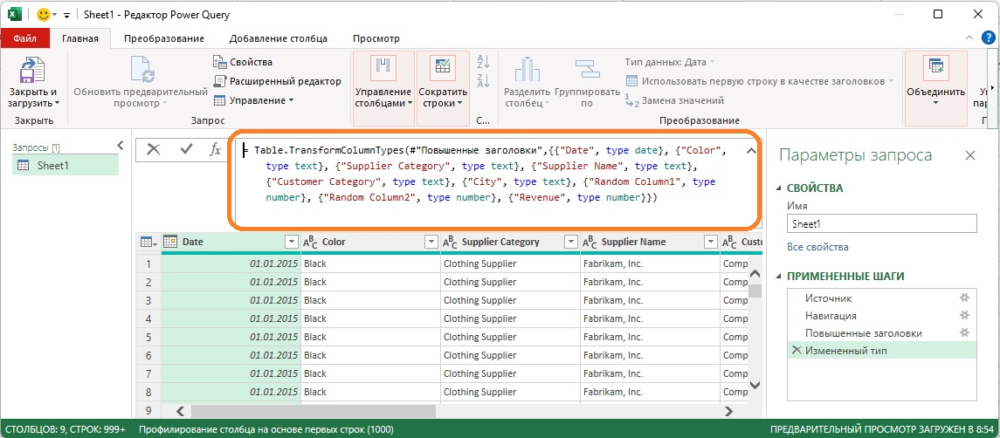 Sheet1 - Редактор Power Query
Файл
Главная
Преобразование
Добавление столбца
Просмотр
Закрыть и
загрузить
Закрыть
Обновить предварительный
просмотр
Свойства
Расширенный редактор
Управление
Запрос
Управление
столбцами
Сократить
строки
С...
Разделить
столбец
Группировать
по
Тип данных: Дата
Использовать первую строку в качестве заголовков
Замена значений
Преобразование
Объединить
Запросы [1]
Sheet1
fx
= Table.TransformColumnTypes(#"Повышенные заголовки",{{"Date", type date}, {"Color",
type text}, {"Supplier Category", type text}, {"Supplier Name", type text},
{"Customer Category", type text}, {"City", type text}, {"Random Column1", type
number}, {"Random Column2", type number}, {"Revenue", type number}})
Date ABC Color ABC Supplier Category ABC Supplier Name ABC Custo
1 01.01.2015 Black Clothing Supplier Fabrikam, Inc. Comp
2 01.01.2015 Black Clothing Supplier Fabrikam, Inc. Comp
3 01.01.2015 Black Clothing Supplier Fabrikam, Inc. Comp
4 01.01.2015 Black Clothing Supplier Fabrikam, Inc. Comp
5 01.01.2015 Black Clothing Supplier Fabrikam, Inc. Comp
6 01.01.2015 Black Clothing Supplier Fabrikam, Inc. Comp
7 01.01.2015 Black Clothing Supplier Fabrikam, Inc. Comp
8 01.01.2015 Black Clothing Supplier Fabrikam, Inc. Comp
9
Параметры запроса
СВОЙСТВА
Имя
Sheet1
Все свойства
ПРИМЕНЕННЫЕ ШАГИ
Источник
Навигация
Повышенные заголовки
Измененный тип
СТОЛБЦОВ: 9, СТРОК: 999+ Профилирование столбца на основе первых строк (1000) ПРЕДВАРИТЕЛЬНЫЙ ПРОСМОТР ЗАГРУЖЕН В 8:54